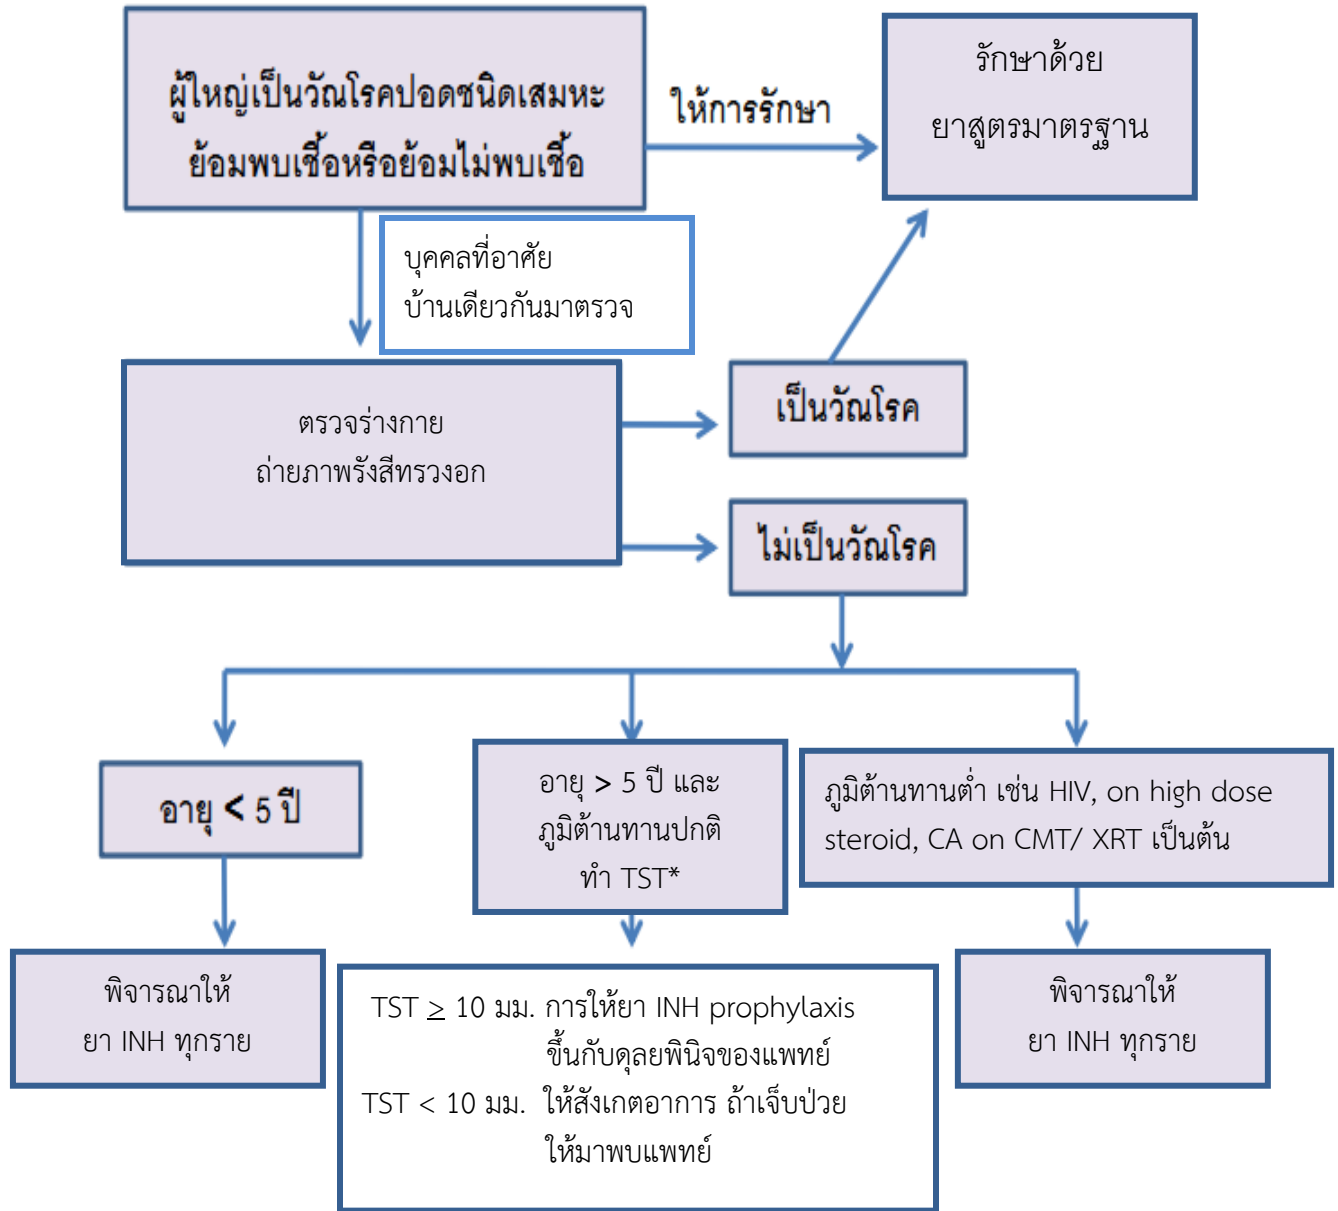 ผู้ใหญ่เป็นวัณโรคปอดชนิดเสมหะ
ย้อมพบเชื้อหรือย้อมไม่พบเชื้อ
ให้การรักษา
รักษาด้วย
ยาสูตรมาตรฐาน
บุคคลที่อาศัย
บ้านเดียวกันมาตรวจ
ตรวจร่างกาย
ถ่ายภาพรังสีทรวงอก
เป็นวัณโรค
ไม่เป็นวัณโรค
อายุ < 5 ปี
อายุ > 5 ปี และ
ภูมิต้านทานปกติ
ทำ TST*
ภูมิต้านทานต่ำ เช่น HIV, on high dose
steroid, CA on CMT/ XRT เป็นต้น
พิจารณาให้
ยา INH ทุกราย
TST ≥ 10 มม. การให้ยา INH prophylaxis
ขึ้นกับดุลยพินิจของแพทย์
TST < 10 มม. ให้สังเกตอาการ ถ้าเจ็บป่วย
ให้มาพบแพทย์
พิจารณาให้
ยา INH ทุกราย